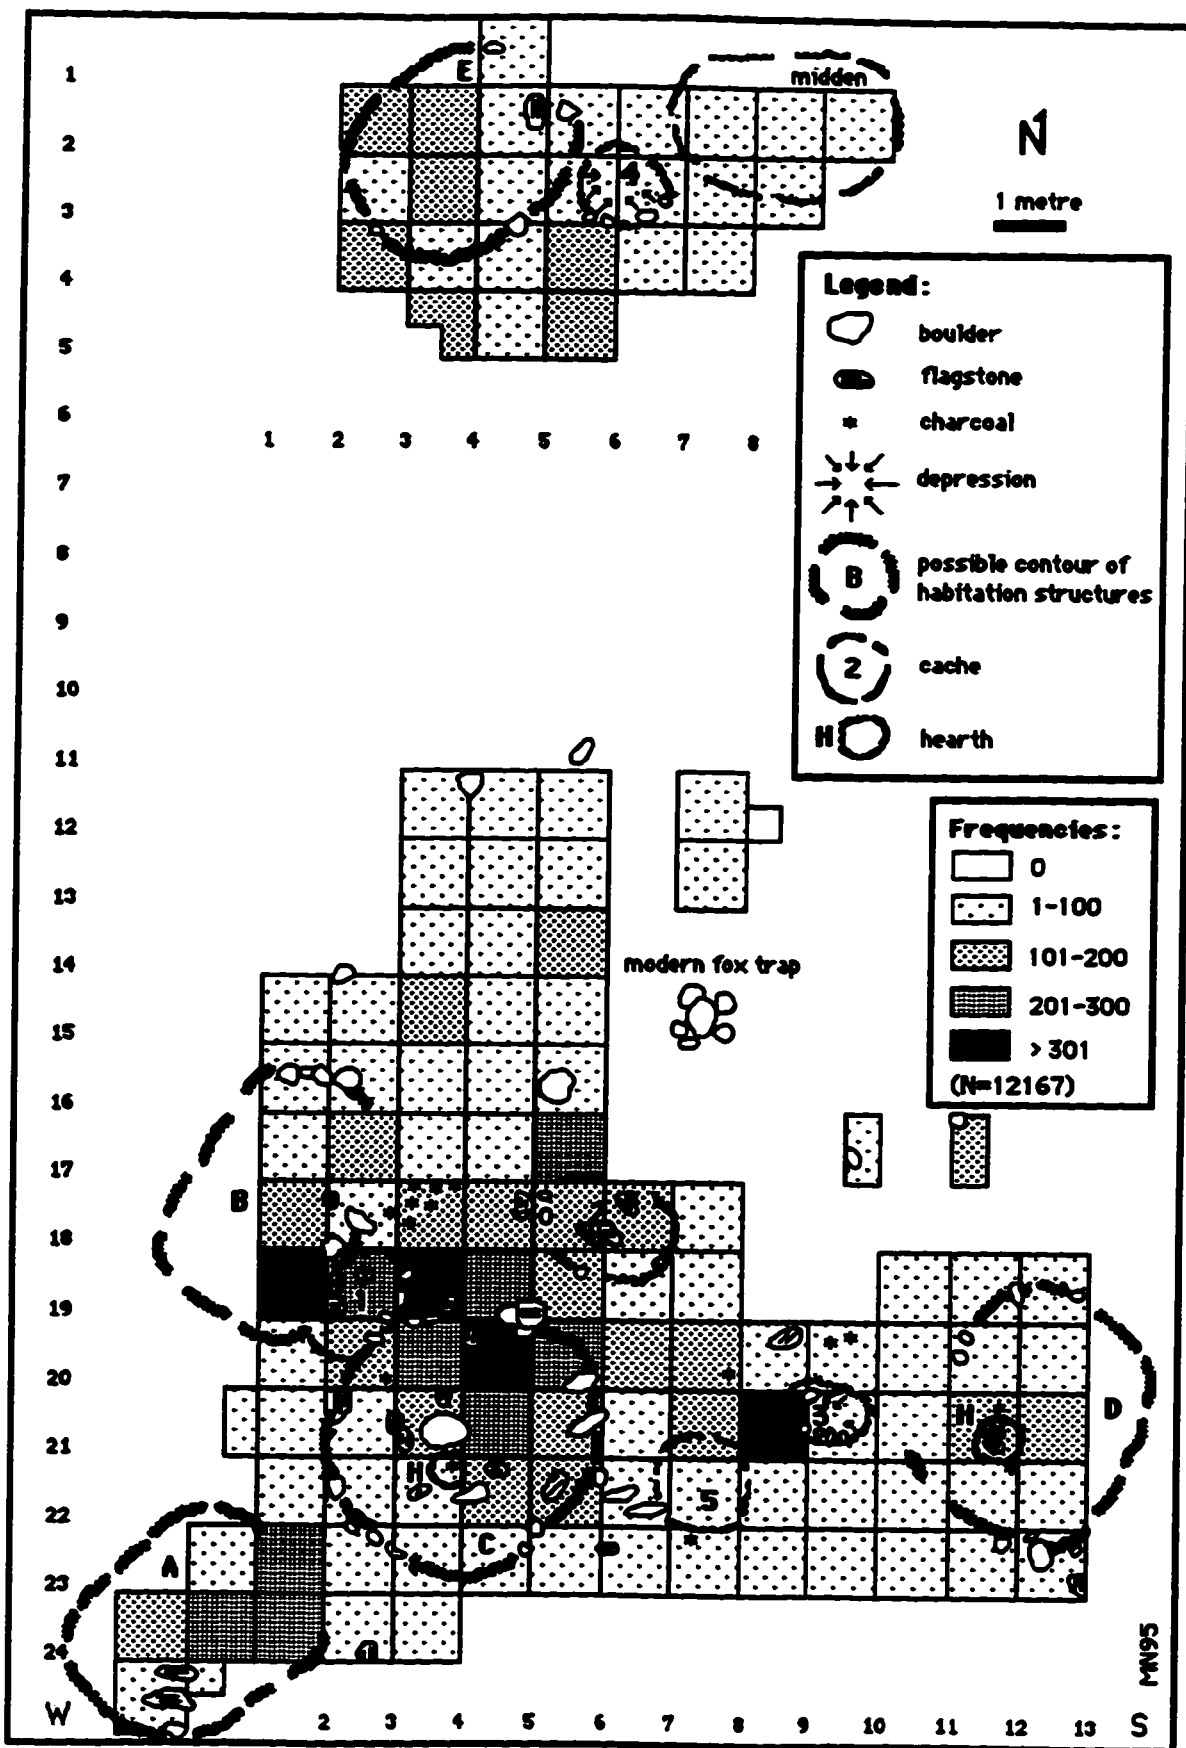 1
2
3
4
5
6
7
8
9
10
11
12
13
14
15
16
17
18
19
20
21
22
23
24
W
E
midden
4
N
1 metre
1 2 3 4 5 6 7 8
Legend:
boulder
flagstone
charcoal
depression
B possible contour of
habitation structures
2 cache
H hearth
Frequencies:
0
1-100
101-200
201-300
> 301
(N=12167)
modern fox trap
B
1
3
H
D
H
5
C
A
MN95
2 3 4 5 6 7 8 9 10 11 12 13 S